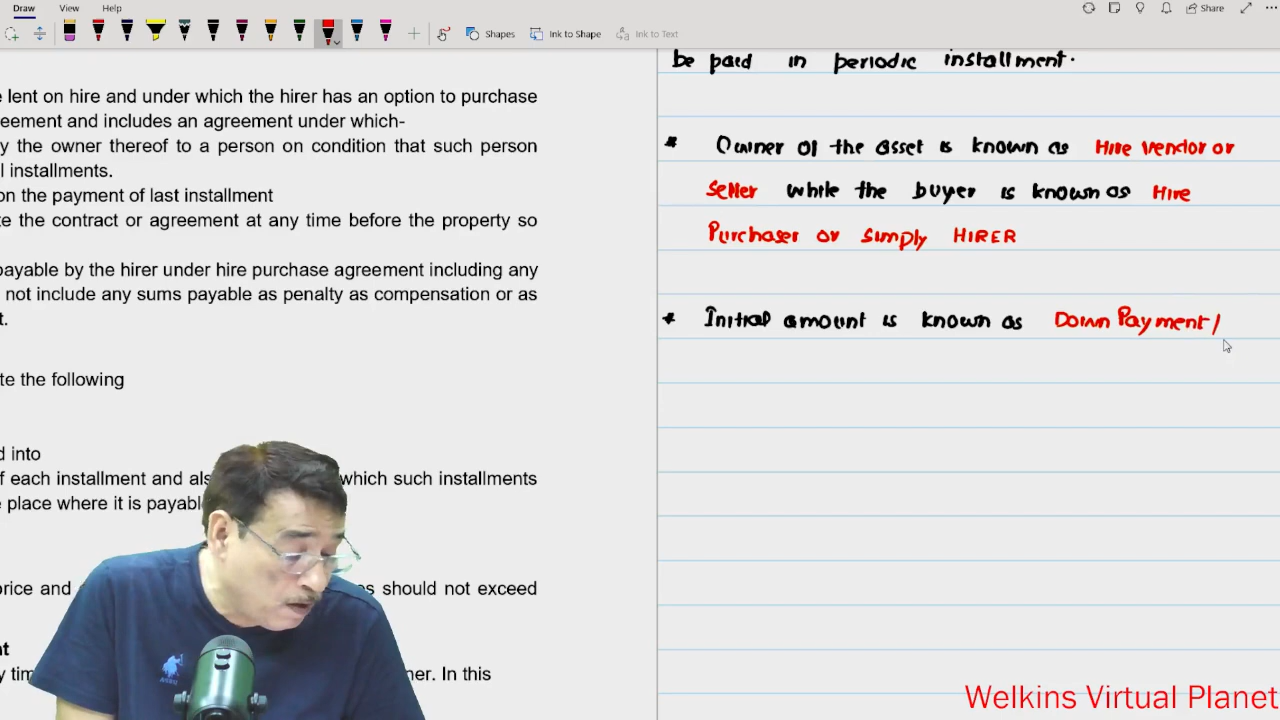 Draw View Help Share
Shapes Ink to Shape Ink to Text
lent on hire and under which the hirer has an option to purchase
eement and includes an agreement under which-
y the owner thereof to a person on condition that such person
l installments.
on the payment of last installment
te the contract or agreement at any time before the property so
payable by the hirer under hire purchase agreement including any
not include any sums payable as penalty as compensation or as
t.
te the following
d into
f each installment and als which such installments
place where it is payab
price and should not exceed
nt
y tim ner. In this
be paid in periodic installment.
* Owner of the asset is known as Hire Vendor or
Seller while the buyer is known as Hire
Purchaser or simply HIRER
* Initial amount is known as Down Payment/
Welkins Virtual Planet